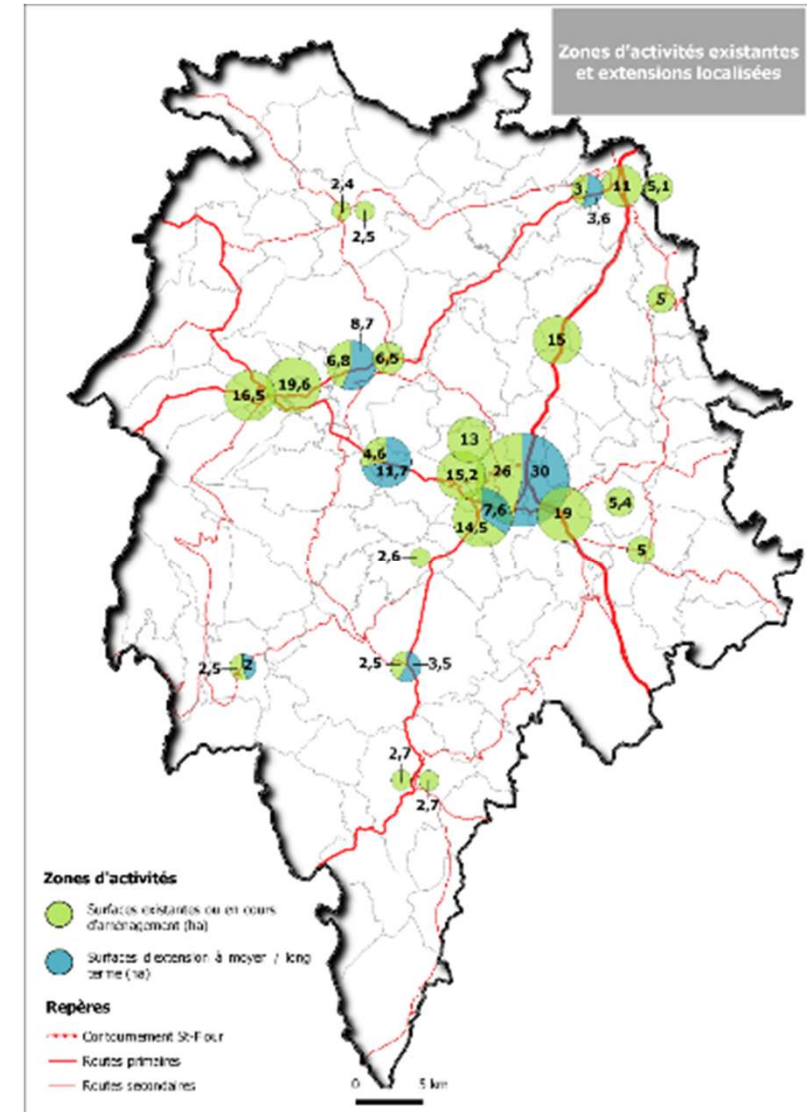 Zones d'activités existantes
et extensions localisées
2,4
2,5
3
3,6
11
5,1
5
15
8,7
6,8
6,5
19,6
16,5
13
4,6
11,7
15,2
26
30
7,6
14,5
19
5,4
5
2,6
2,5
2
2,5
3,5
2,7
2,7
Zones d'activités
Surfaces existantes ou en cours
d'aménagement (ha)
Surfaces d'extension à moyen / long
terme (ha)
Repères
Contournement St-Flour
Routes primaires
Routes secondaires
0
5 km